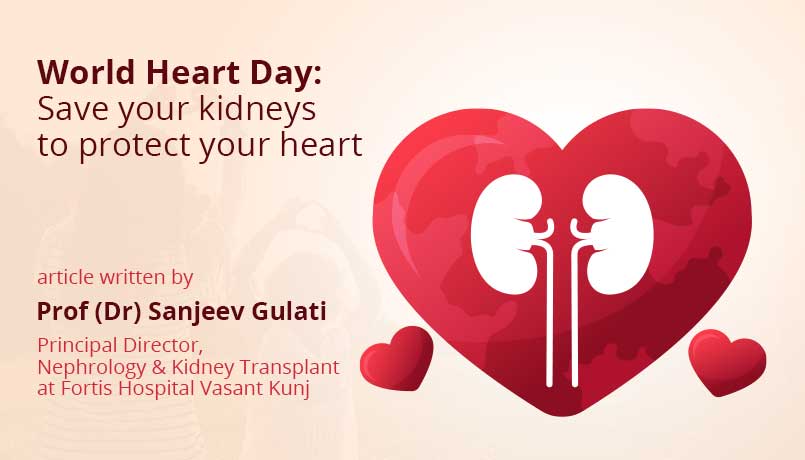 World Heart Day:
Save your kidneys
to protect your heart
article written by
Prof (Dr) Sanjeev Gulati
Principal Director,
Nephrology & Kidney Transplant
at Fortis Hospital Vasant Kunj